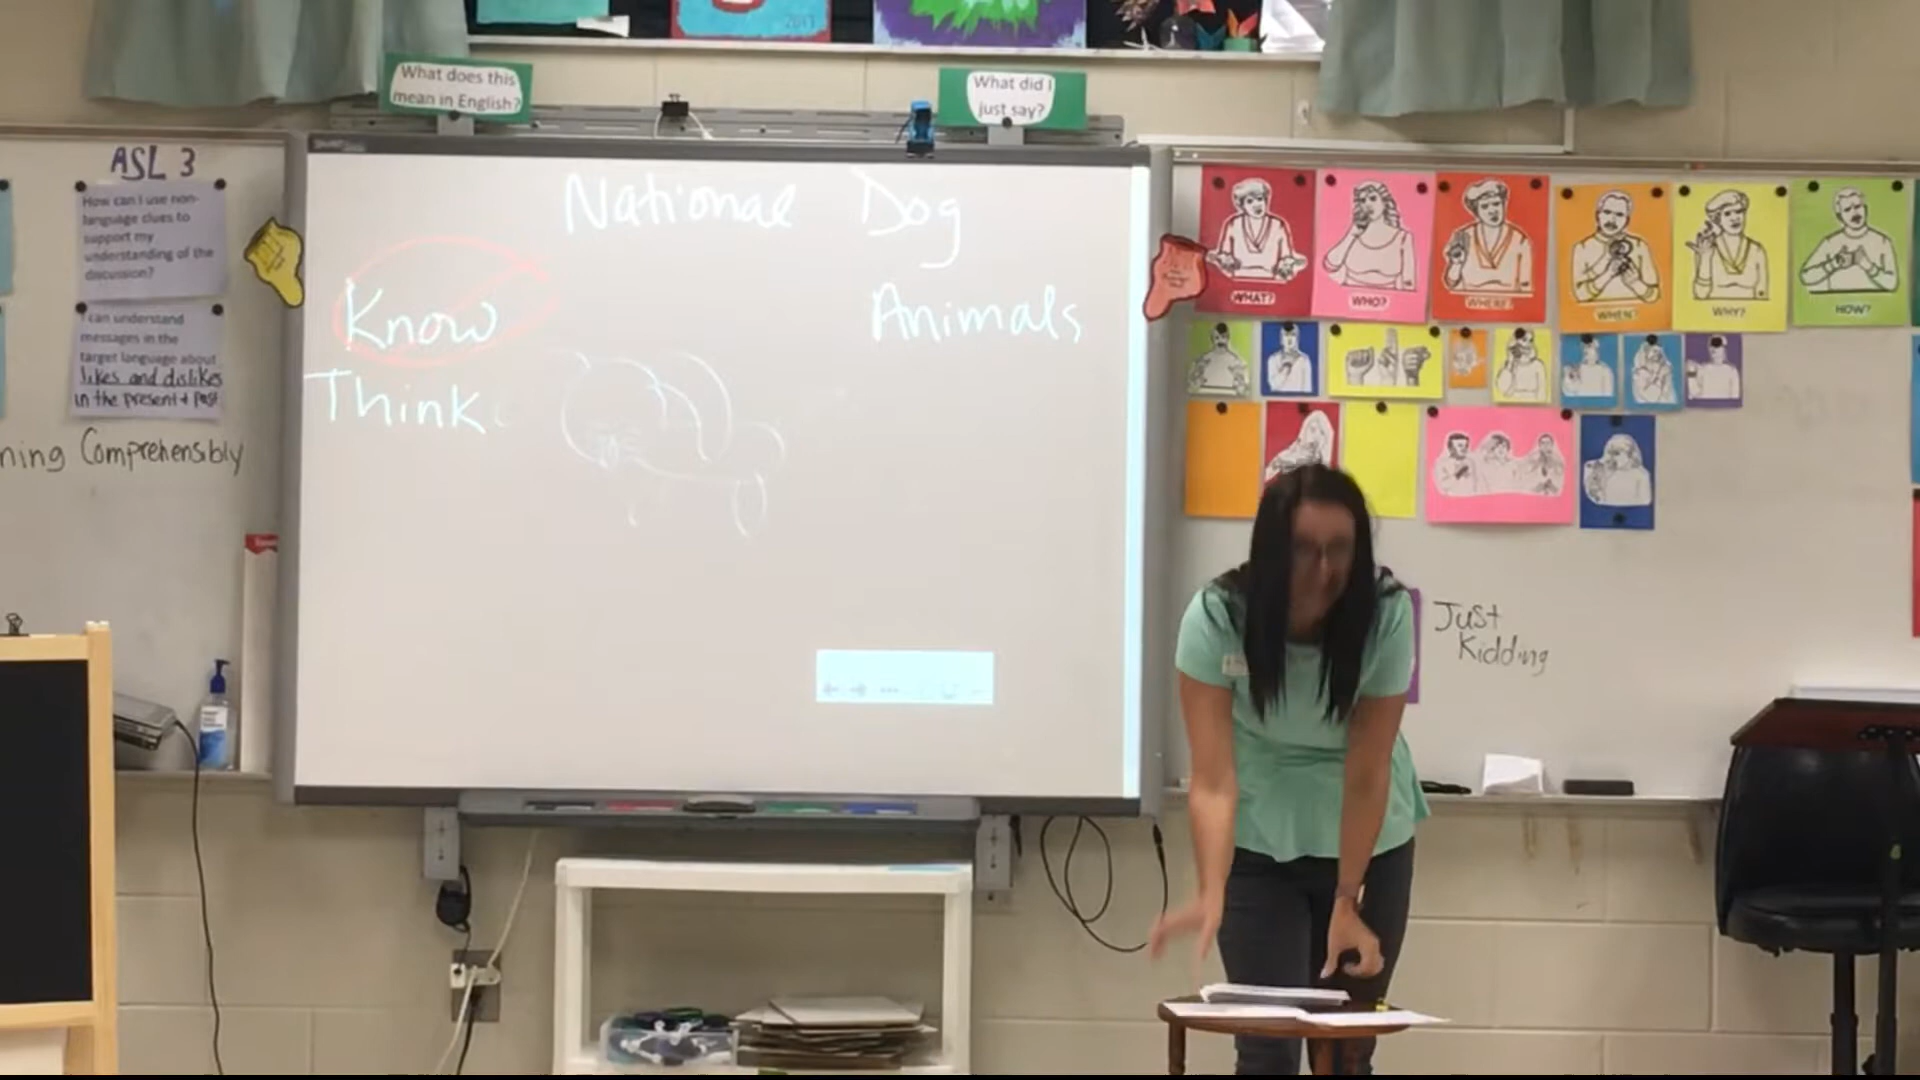 2017
What does this
mean in English?
What did I
just say?
ASL 3
How can I use non-
language clues to
support my
understanding of the
discussion?
I can understand
messages in the
target language about
likes and dislikes
in the present + past
ning Comprehensibly
National Dog
Know
Animals
Think
WHAT?
WHO?
WHERE?
WHEN?
WHY?
HOW?
Just
Kidding